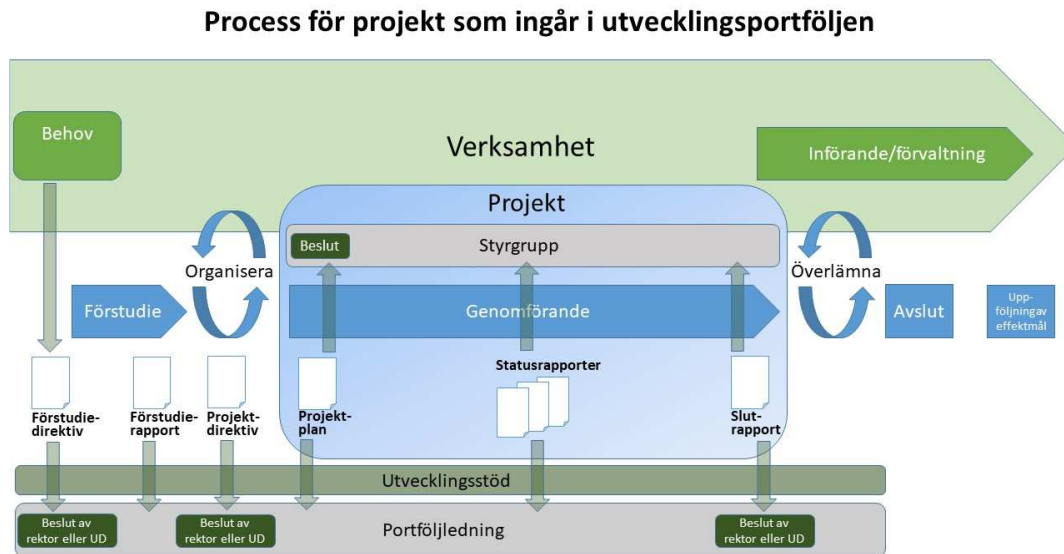 Process för projekt som ingår i utvecklingsportföljen
Behov
Verksamhet
Införande/förvaltning
Projekt
Beslut
Styrgrupp
Organisera
Överlämna
Förstudie
Genomförande
Avslut
Upp-
följningav
effektmål
Statusrapporter
Förstudie-
direktiv
Förstudie-
rapport
Projekt-
direktiv
Projekt-
plan
Slut-
rapport
Utvecklingsstöd
Beslut av
rektor eller UD
Beslut av
rektor eller UD
Portföljledning
Beslut av
rektor eller UD